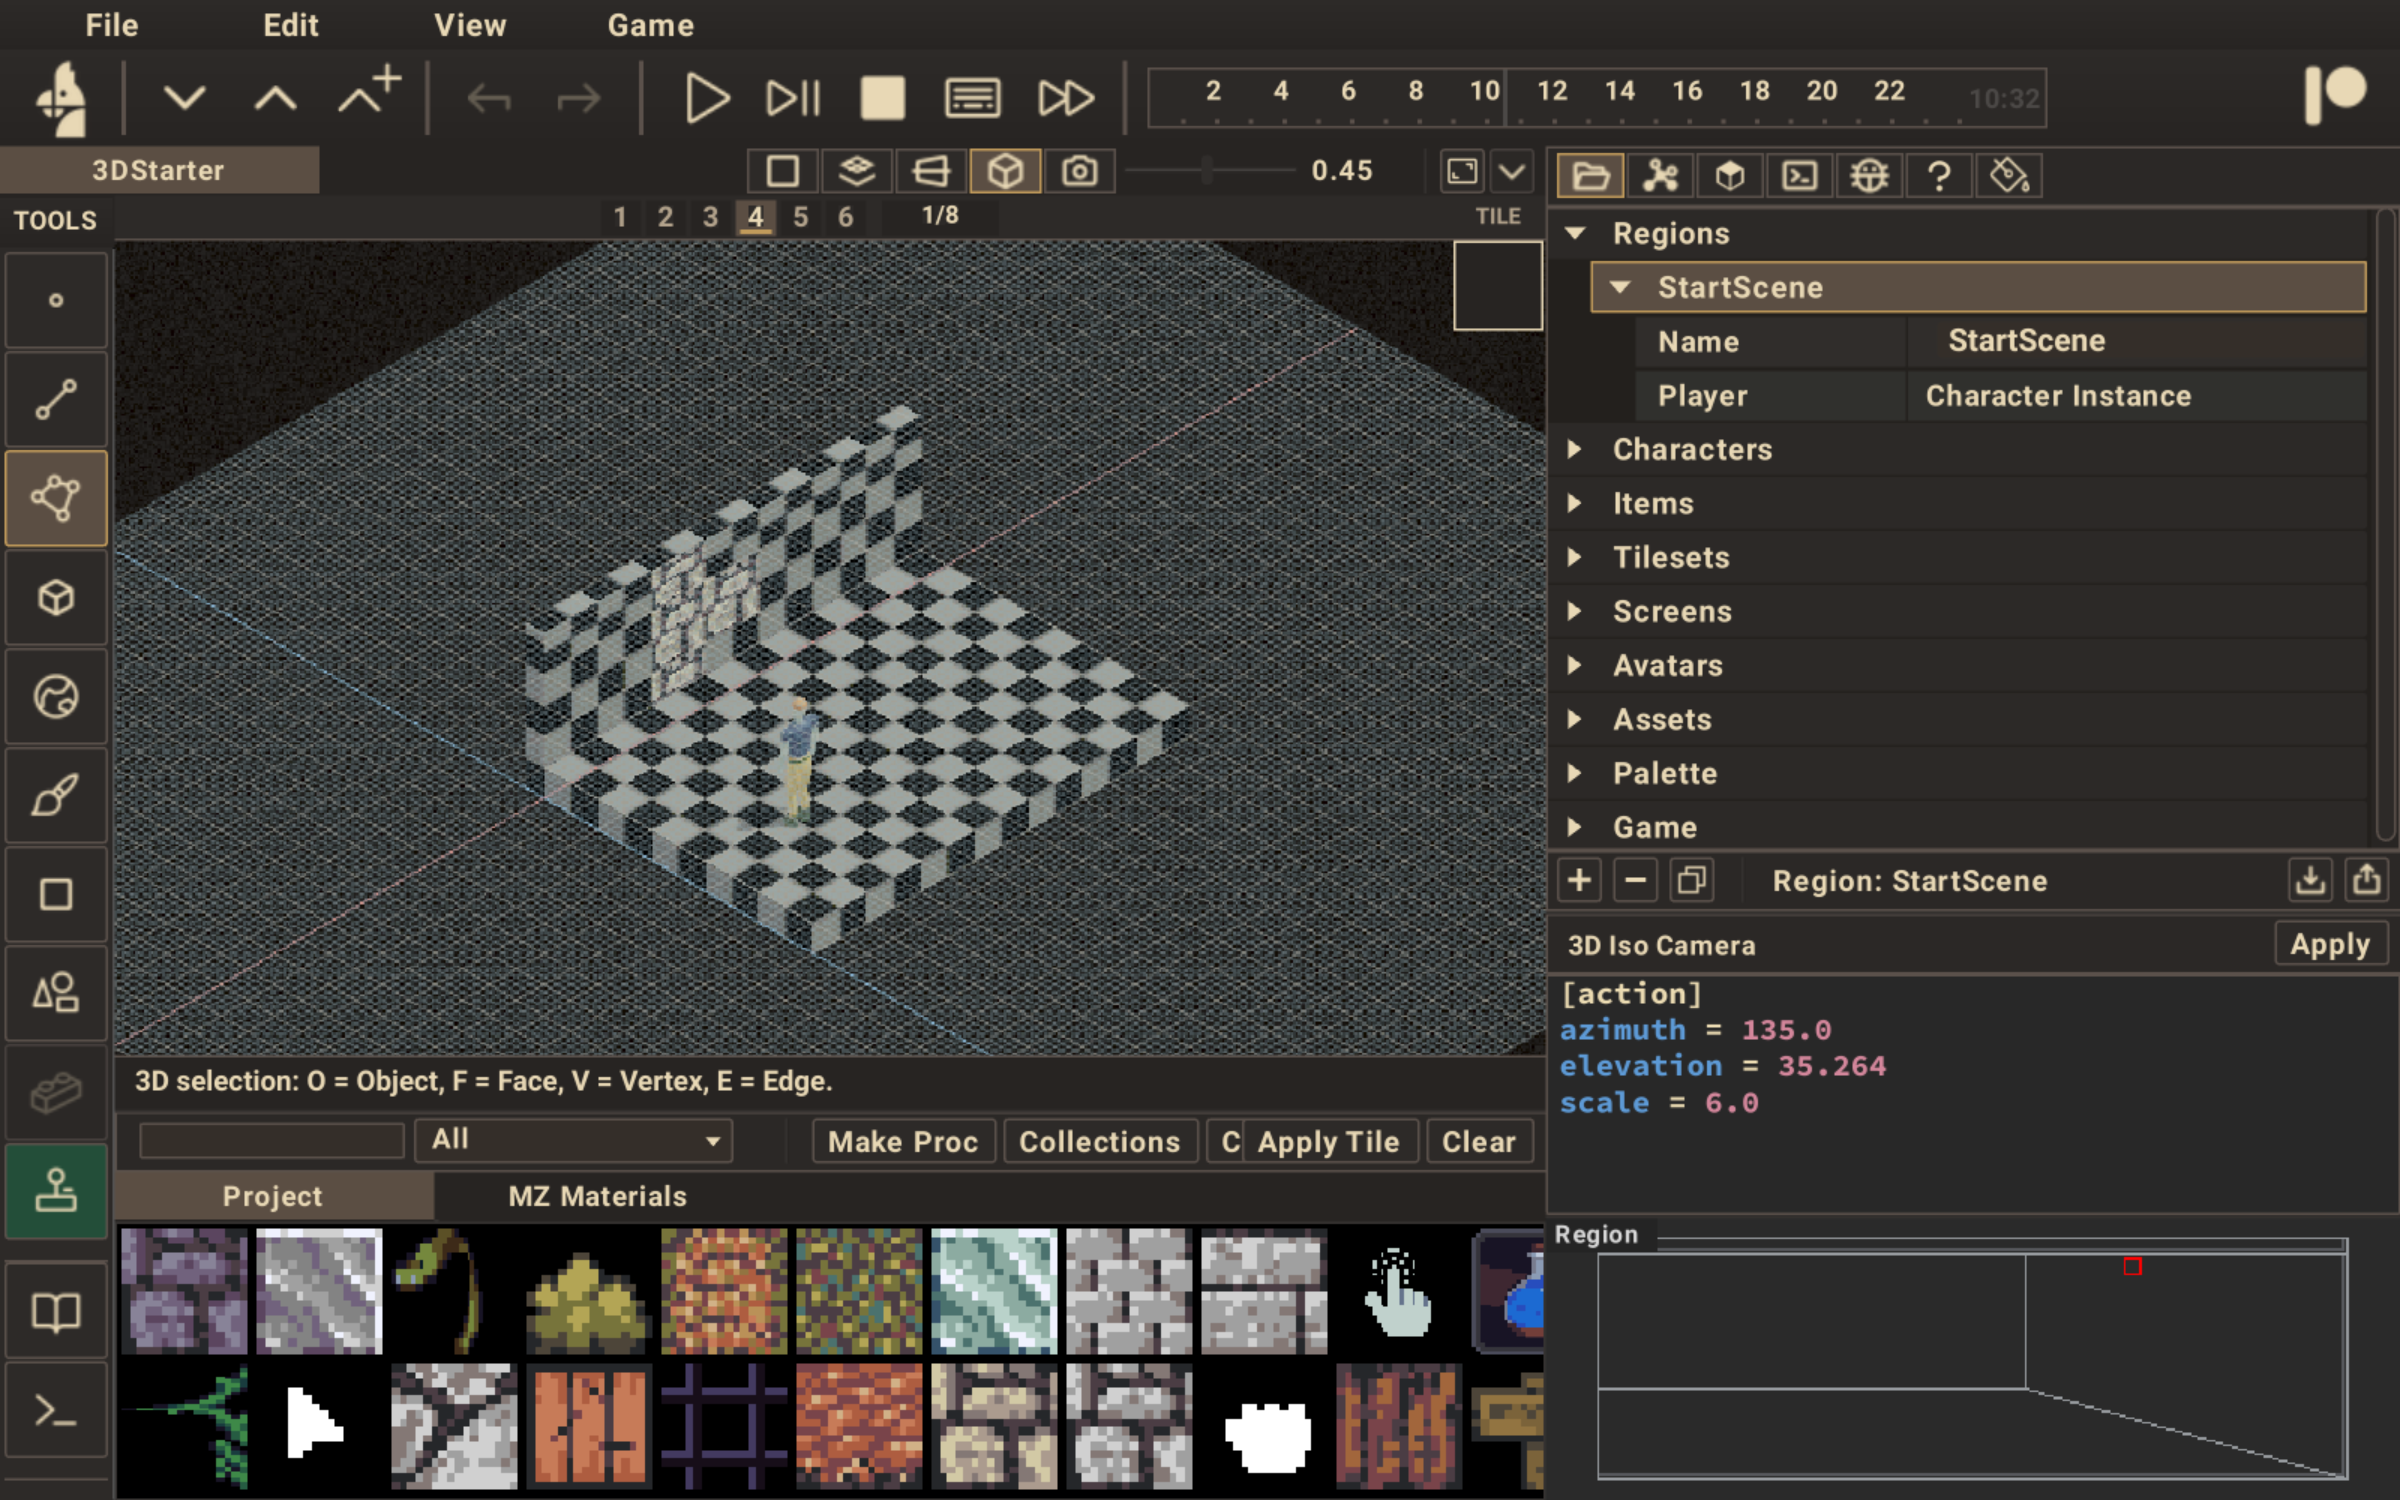 File Edit View Game
2 4 6 8 10 12 14 16 18 20 22 10:32
3DStarter 0.45
TOOLS 1 2 3 4 5 6 1/8 TILE
Regions
StartScene
Name StartScene
Player Character Instance
Characters
Items
Tilesets
Screens
Avatars
Assets
Palette
Game
Region: StartScene
3D Iso Camera Apply
[action]
azimuth = 135.0
elevation = 35.264
scale = 6.0
3D selection: O = Object, F = Face, V = Vertex, E = Edge.
All Make Proc Collections C Apply Tile Clear
Project MZ Materials
Region